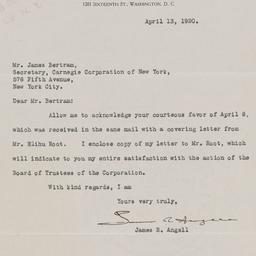 1201 SIXTEENTH ST., WASHINGTON, D. C.
April 13, 1920.
Mr. James Bertram,
Secretary, Carnegie Corporation of New York,
576 Fifth Avenue,
New York City.
Dear Mr. Bertram:
Allow me to acknowledge your courteous favor of April 8,
which was received in the same mail with a covering letter from
Mr. Elihu Root. I enclose copy of my letter to Mr. Root, which
will indicate to you my entire satisfaction with the action of the
Board of Trustees of the Corporation.
With kind regards, I am
Yours very truly,
James R. Angell